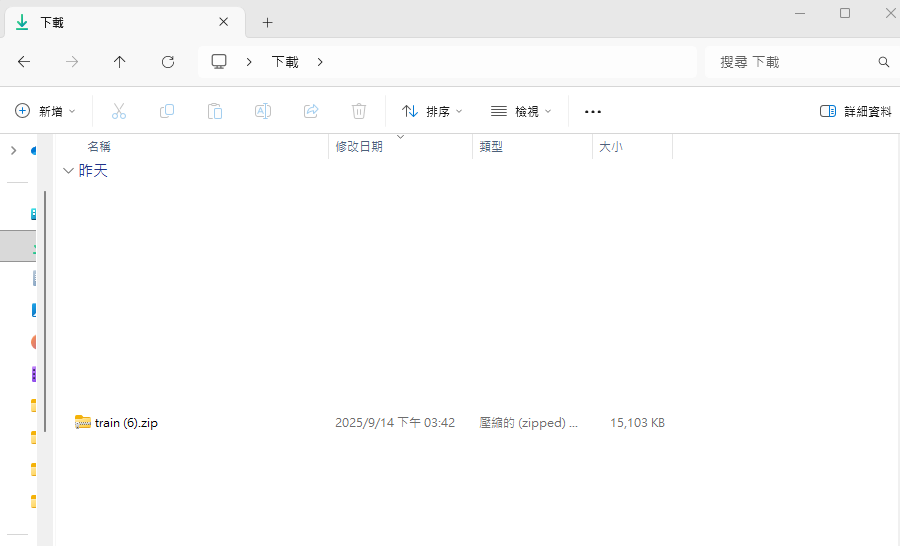 下載
下載
搜尋 下載
新增
排序
檢視
詳細資料
名稱 修改日期 類型 大小
昨天
train (6).zip 2025/9/14 下午 03:42 壓縮的 (zipped) ... 15,103 KB